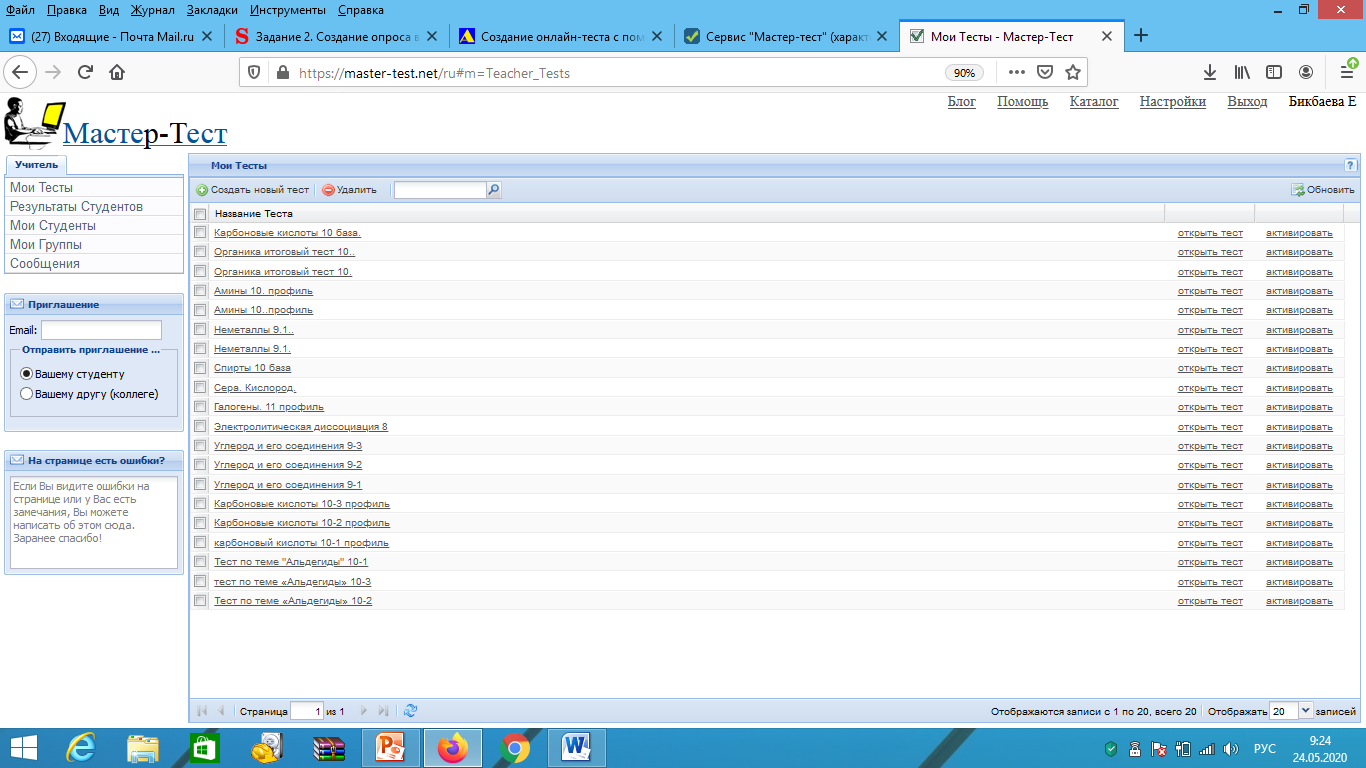 Файл Правка Вид Журнал Закладки Инструменты Справка
(27) Входящие - Почта Mail.ru
Задание 2. Создание опроса в
Создание онлайн-теста с пом
Сервис "Мастер-тест" (характе
Мои Тесты - Мастер-Тест
https://master-test.net/ru#m=Teacher_Tests
90%
Блог Помощь Каталог Настройки Выход Бикбаева Е
Мастер-Тест
Учитель
Мои Тесты
Результаты Студентов
Мои Студенты
Мои Группы
Сообщения
Приглашение
Email:
Отправить приглашение ...
Вашему студенту
Вашему другу (коллеге)
На странице есть ошибки?
Если Вы видите ошибки на
странице или у Вас есть
замечания, Вы можете
написать об этом сюда.
Заранее спасибо!
Мои Тесты ?
Создать новый тест Удалить Обновить
Название Теста
Карбоновые кислоты 10 база. открыть тест активировать
Органика итоговый тест 10.. открыть тест активировать
Органика итоговый тест 10. открыть тест активировать
Амины 10. профиль открыть тест активировать
Амины 10..профиль открыть тест активировать
Неметаллы 9.1.. открыть тест активировать
Неметаллы 9.1. открыть тест активировать
Спирты 10 база открыть тест активировать
Сера. Кислород. открыть тест активировать
Галогены. 11 профиль открыть тест активировать
Электролитическая диссоциация 8 открыть тест активировать
Углерод и его соединения 9-3 открыть тест активировать
Углерод и его соединения 9-2 открыть тест активировать
Углерод и его соединения 9-1 открыть тест активировать
Карбоновые кислоты 10-3 профиль открыть тест активировать
Карбоновые кислоты 10-2 профиль открыть тест активировать
карбоновый кислоты 10-1 профиль открыть тест активировать
Тест по теме "Альдегиды" 10-1 открыть тест активировать
тест по теме «Альдегиды» 10-3 открыть тест активировать
Тест по теме «Альдегиды» 10-2 открыть тест активировать
Страница 1 из 1 Отображаются записи с 1 по 20, всего 20 Отображать 20 записей
РУС
9:24
24.05.2020